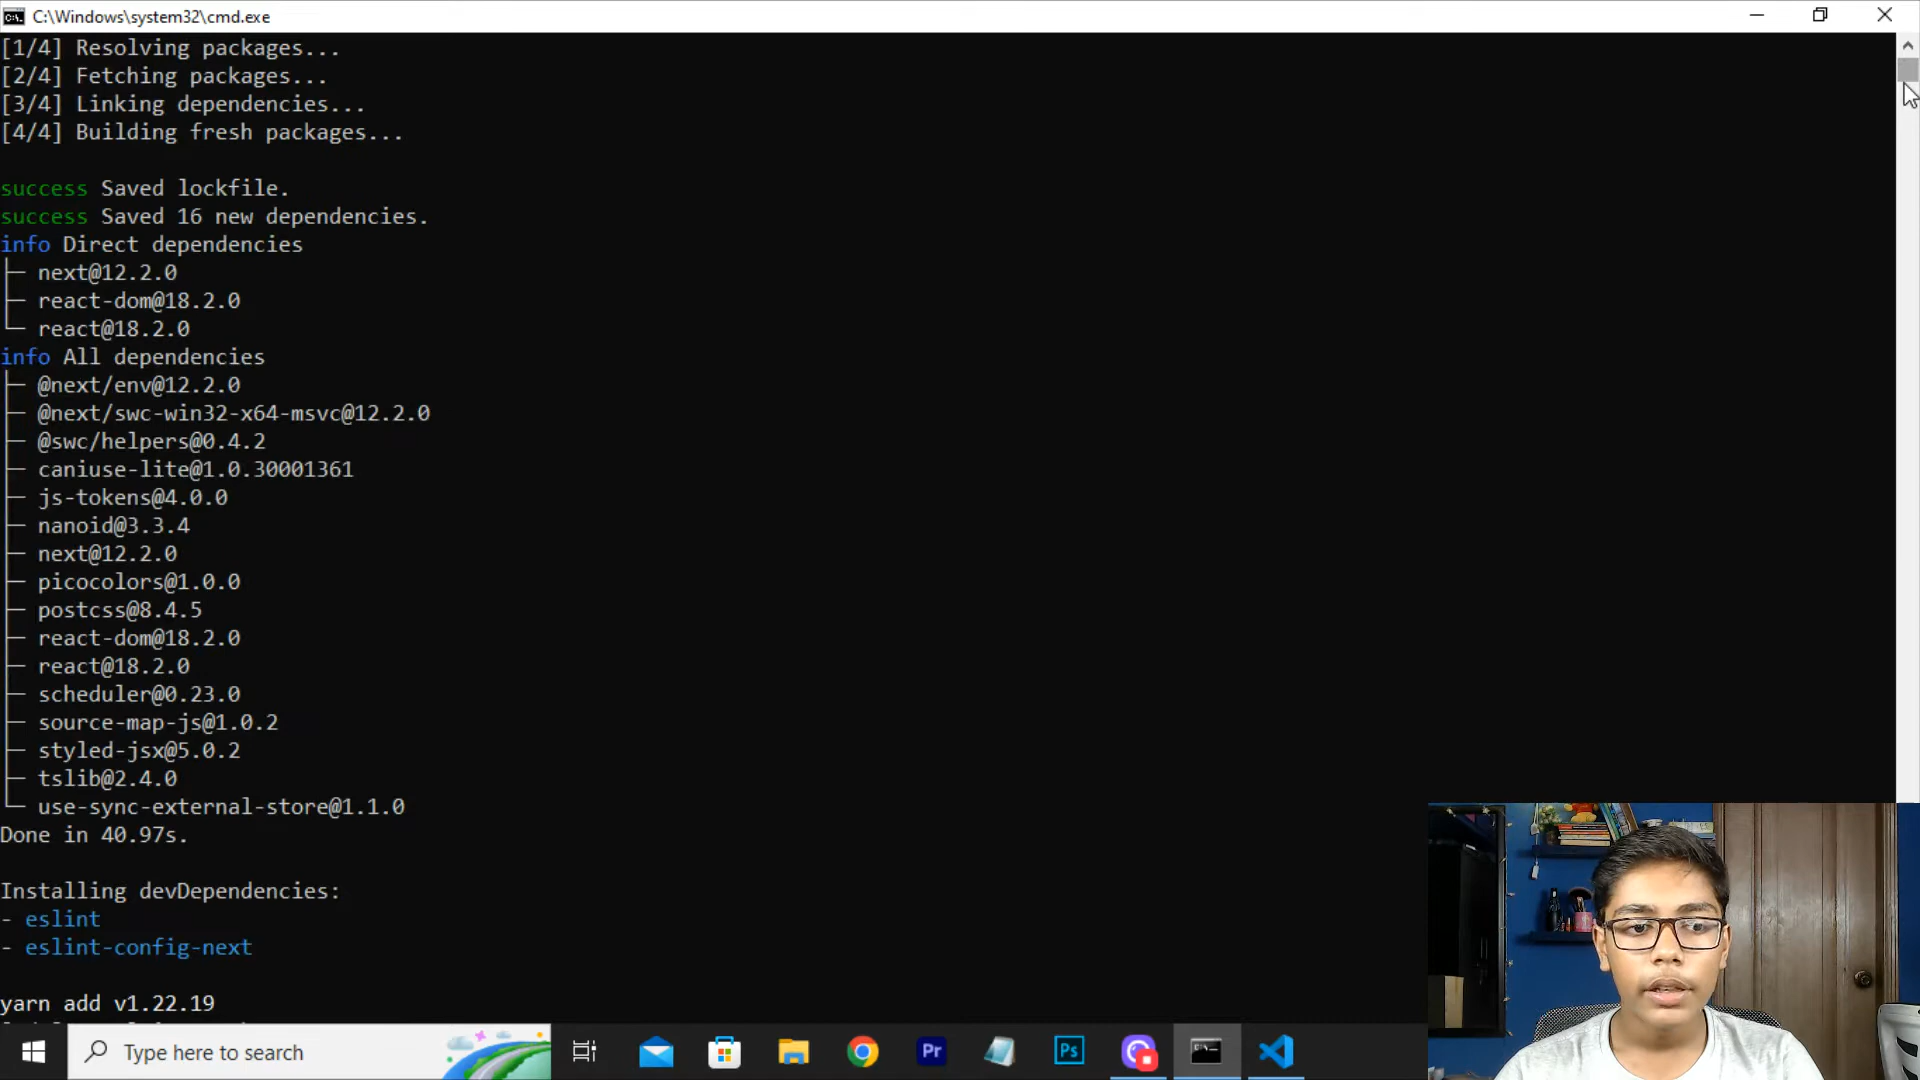 C:\Windows\system32\cmd.exe
[1/4] Resolving packages...
[2/4] Fetching packages...
[3/4] Linking dependencies...
[4/4] Building fresh packages...
success Saved lockfile.
success Saved 16 new dependencies.
info Direct dependencies
├─ next@12.2.0
├─ react-dom@18.2.0
└─ react@18.2.0
info All dependencies
├─ @next/env@12.2.0
├─ @next/swc-win32-x64-msvc@12.2.0
├─ @swc/helpers@0.4.2
├─ caniuse-lite@1.0.30001361
├─ js-tokens@4.0.0
├─ nanoid@3.3.4
├─ next@12.2.0
├─ picocolors@1.0.0
├─ postcss@8.4.5
├─ react-dom@18.2.0
├─ react@18.2.0
├─ scheduler@0.23.0
├─ source-map-js@1.0.2
├─ styled-jsx@5.0.2
├─ tslib@2.4.0
└─ use-sync-external-store@1.1.0
Done in 40.97s.
Installing devDependencies:
- eslint
- eslint-config-next
yarn add v1.22.19
Type here to search
Pr
Ps